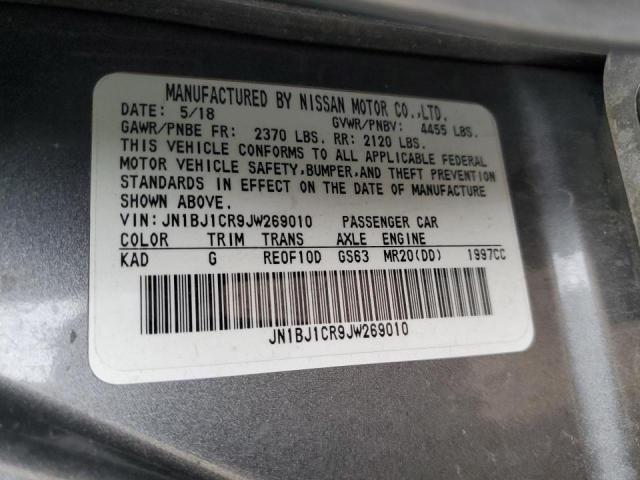 MANUFACTURED BY NISSAN MOTOR CO.,LTD.
DATE: 5/18 GVWR/PNBV: 4455 LBS.
GAWR/PNBE FR: 2370 LBS. RR: 2120 LBS.
THIS VEHICLE CONFORMS TO ALL APPLICABLE FEDERAL
MOTOR VEHICLE SAFETY,BUMPER,AND THEFT PREVENTION
STANDARDS IN EFFECT ON THE DATE OF MANUFACTURE
SHOWN ABOVE.
VIN:JN1BJ1CR9JW269010 PASSENGER CAR
COLOR TRIM TRANS AXLE ENGINE
KAD G REOF10D GS63 MR20(DD) 1997CC
JN1BJ1CR9JW269010